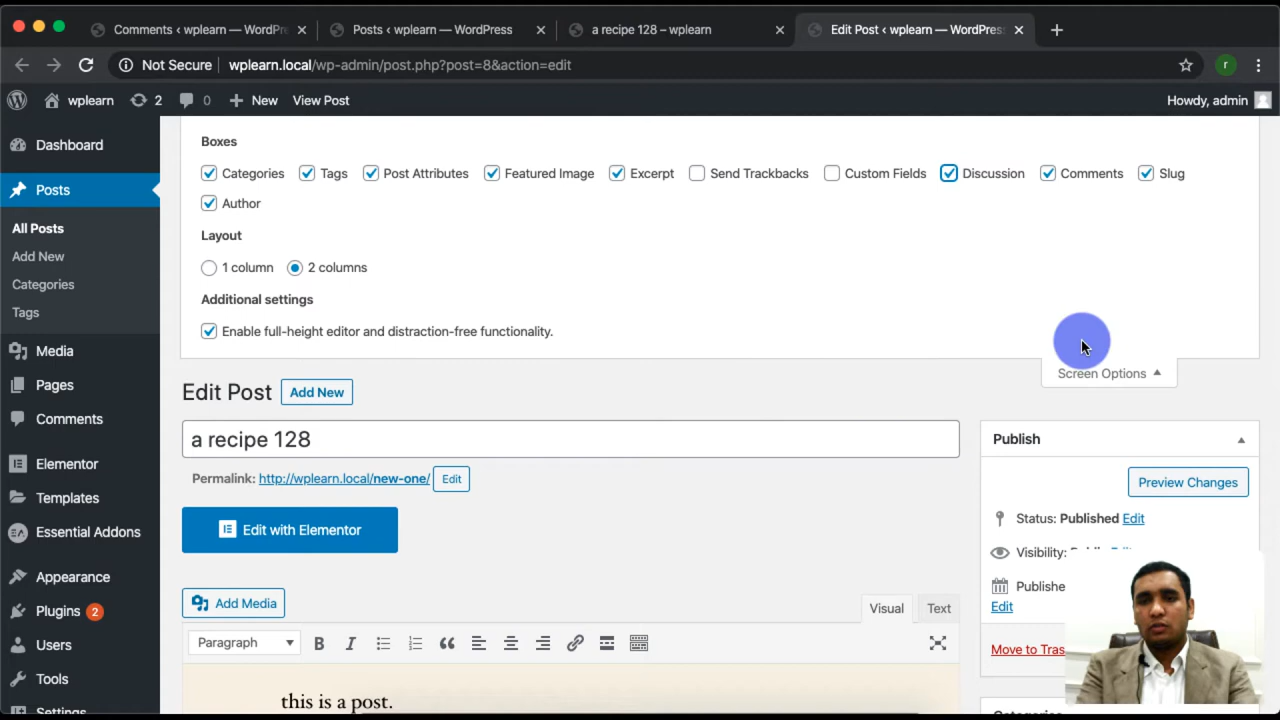 Comments ‹ wplearn — WordPre
Posts ‹ wplearn — WordPress
a recipe 128 – wplearn
Edit Post ‹ wplearn — WordPress
Not Secure
wplearn.local/wp-admin/post.php?post=8&action=edit
r
wplearn
2
0
New
View Post
Howdy, admin
Dashboard
Posts
All Posts
Add New
Categories
Tags
Media
Pages
Comments
Elementor
Templates
Essential Addons
Appearance
Plugins 2
Users
Tools
Settings
Boxes
Categories Tags Post Attributes Featured Image Excerpt Send Trackbacks Custom Fields Discussion Comments Slug
Author
Layout
1 column 2 columns
Additional settings
Enable full-height editor and distraction-free functionality.
Screen Options
Edit Post Add New
a recipe 128
Permalink: http://wplearn.local/new-one/ Edit
Edit with Elementor
Add Media
Visual Text
Paragraph
this is a post.
Publish
Preview Changes
Status: Published Edit
Visibility:
Publishe
Edit
Move to Tras